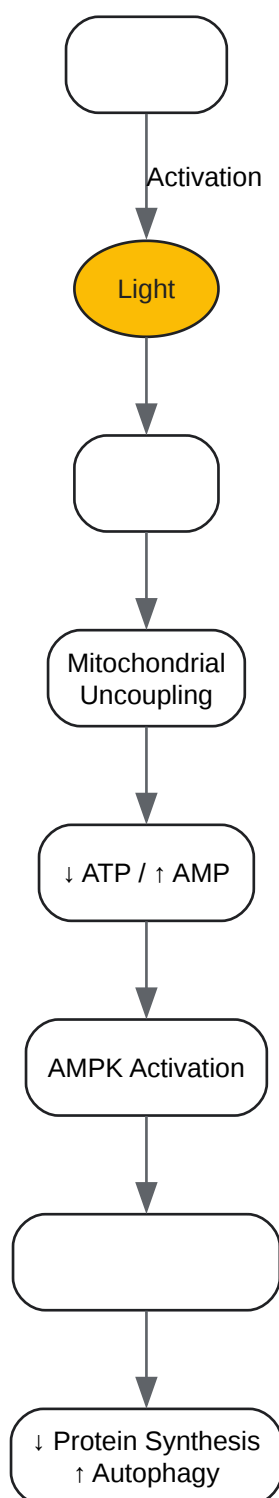 Activation
Light
Mitochondrial
Uncoupling
↓ ATP / ↑ AMP
AMPK Activation
↓ Protein Synthesis
↑ Autophagy